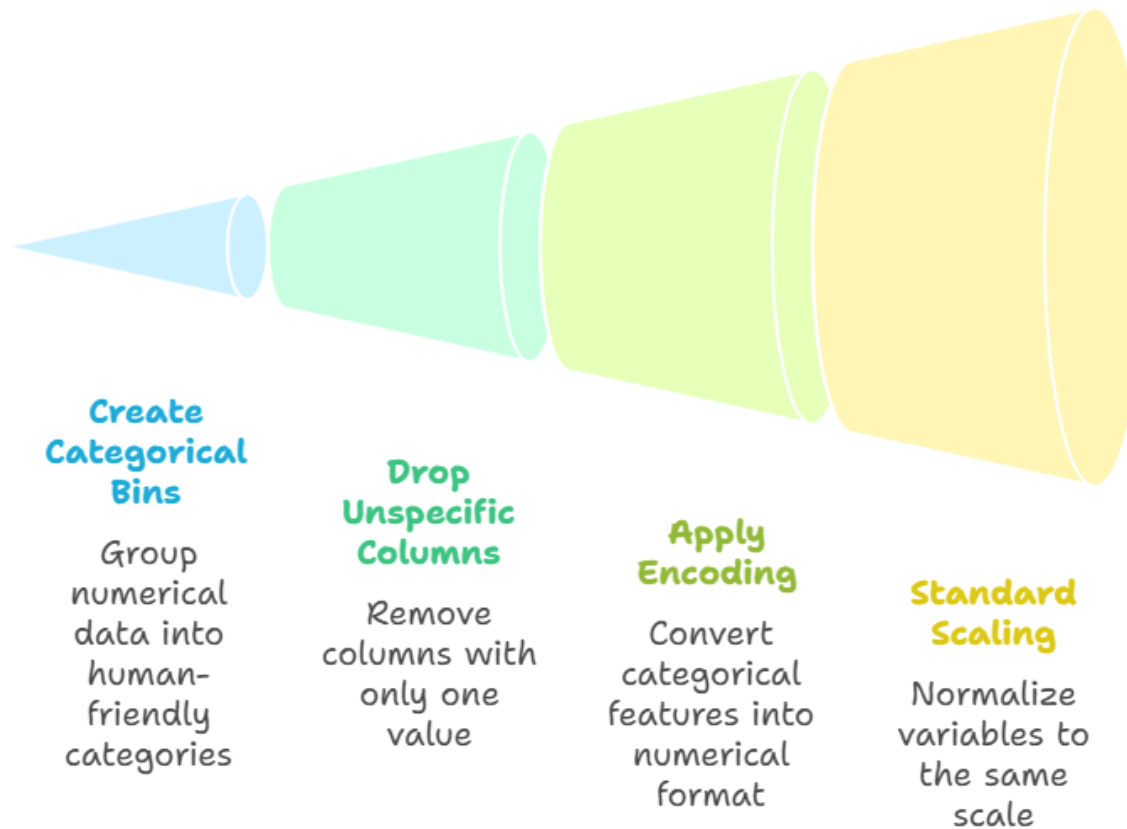 Create
Categorical
Bins
Group
numerical
data into
human-
friendly
categories
Drop
Unspecific
Columns
Remove
columns with
only one
value
Apply
Encoding
Convert
categorical
features into
numerical
format
Standard
Scaling
Normalize
variables to
the same
scale